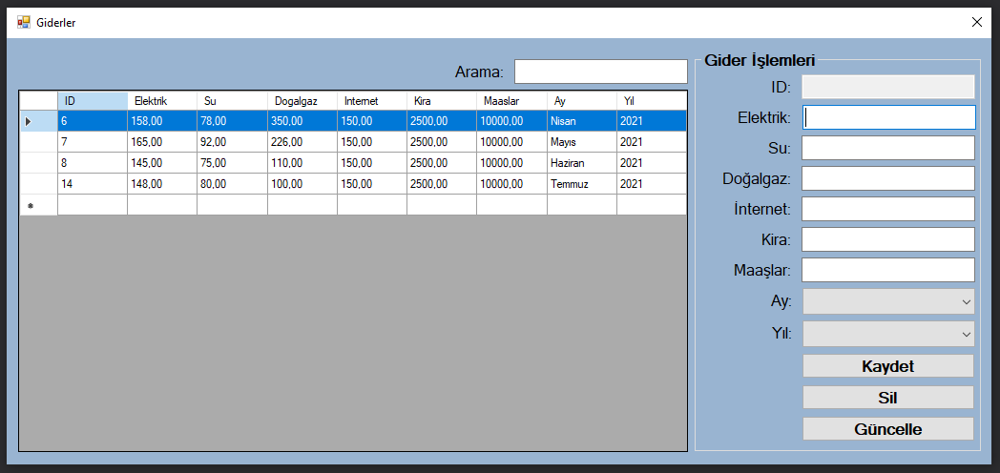 Giderler
Arama:
ID Elektrik Su Dogalgaz Internet Kira Maaslar Ay Yıl
6 158,00 78,00 350,00 150,00 2500,00 10000,00 Nisan 2021
7 165,00 92,00 226,00 150,00 2500,00 10000,00 Mayıs 2021
8 145,00 75,00 110,00 150,00 2500,00 10000,00 Haziran 2021
14 148,00 80,00 100,00 150,00 2500,00 10000,00 Temmuz 2021
Gider İşlemleri
ID:
Elektrik:
Su:
Doğalgaz:
İnternet:
Kira:
Maaşlar:
Ay:
Yıl:
Kaydet
Sil
Güncelle